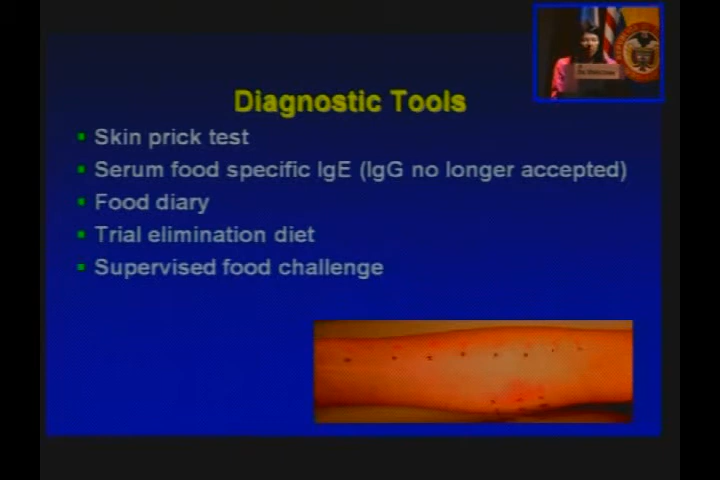 Diagnostic Tools
Skin prick test
Serum food specific IgE (IgG no longer accepted)
Food diary
Trial elimination diet
Supervised food challenge